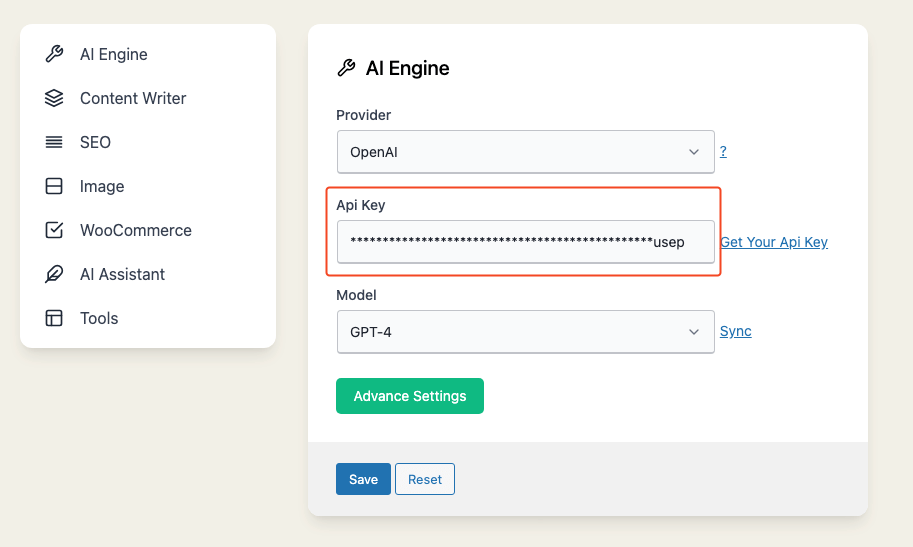 AI Engine
Content Writer
SEO
Image
WooCommerce
AI Assistant
Tools
AI Engine
Provider
OpenAI
?
Api Key
***********************************************usep
Get Your Api Key
Model
GPT-4
Sync
Advance Settings
Save
Reset